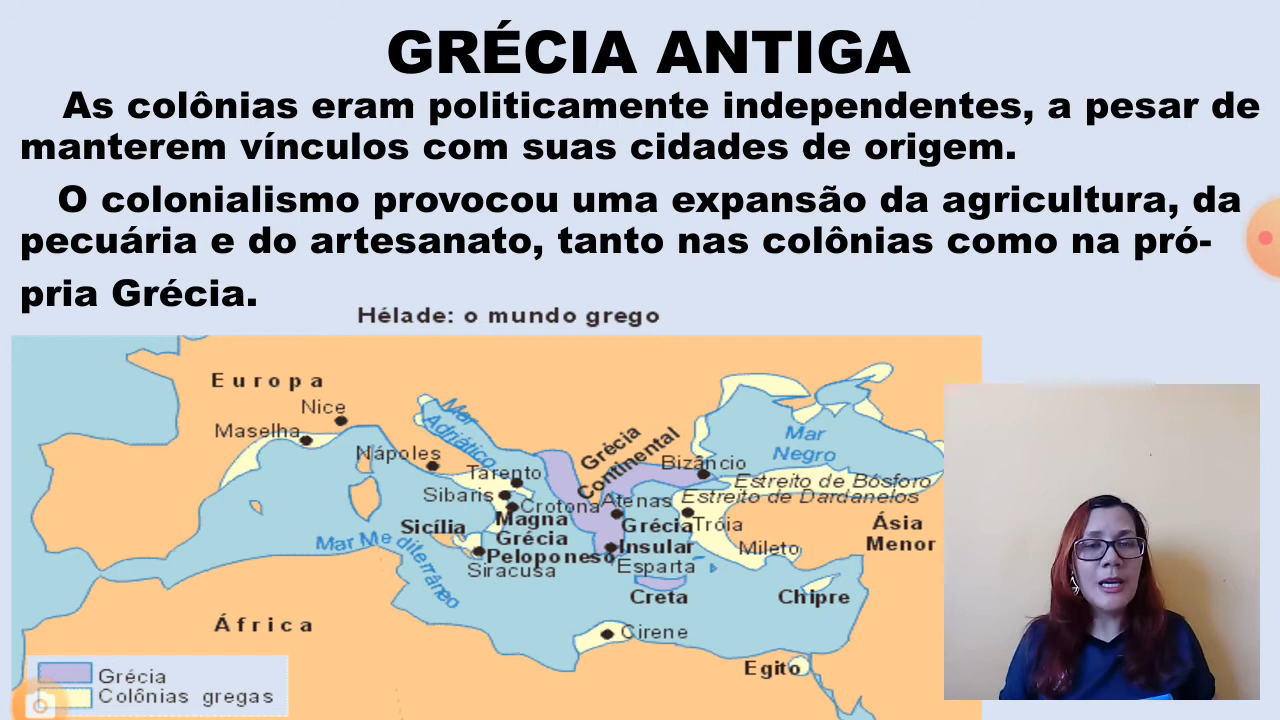 GRÉCIA ANTIGA
As colônias eram politicamente independentes, a pesar de
manterem vínculos com suas cidades de origem.
O colonialismo provocou uma expansão da agricultura, da
pecuária e do artesanato, tanto nas colônias como na pró-
pria Grécia.
Hélade: o mundo grego
Europa
Nice
Maselha
Mar
Adriático
Nápoles
Tarento
Sibaris
Crotona
Grécia
Continental
Bizâncio
Mar
Negro
Estreito de Bósforo
Estreito de Dardanelos
Atenas
Sicília
Magna
Grécia
Peloponeso
Siracusa
Grécia
Insular
Esparta
Tróia
Mileto
Ásia
Menor
Mar Mediterrâneo
Creta
Chipre
África
Cirene
Egito
Grécia
Colônias gregas